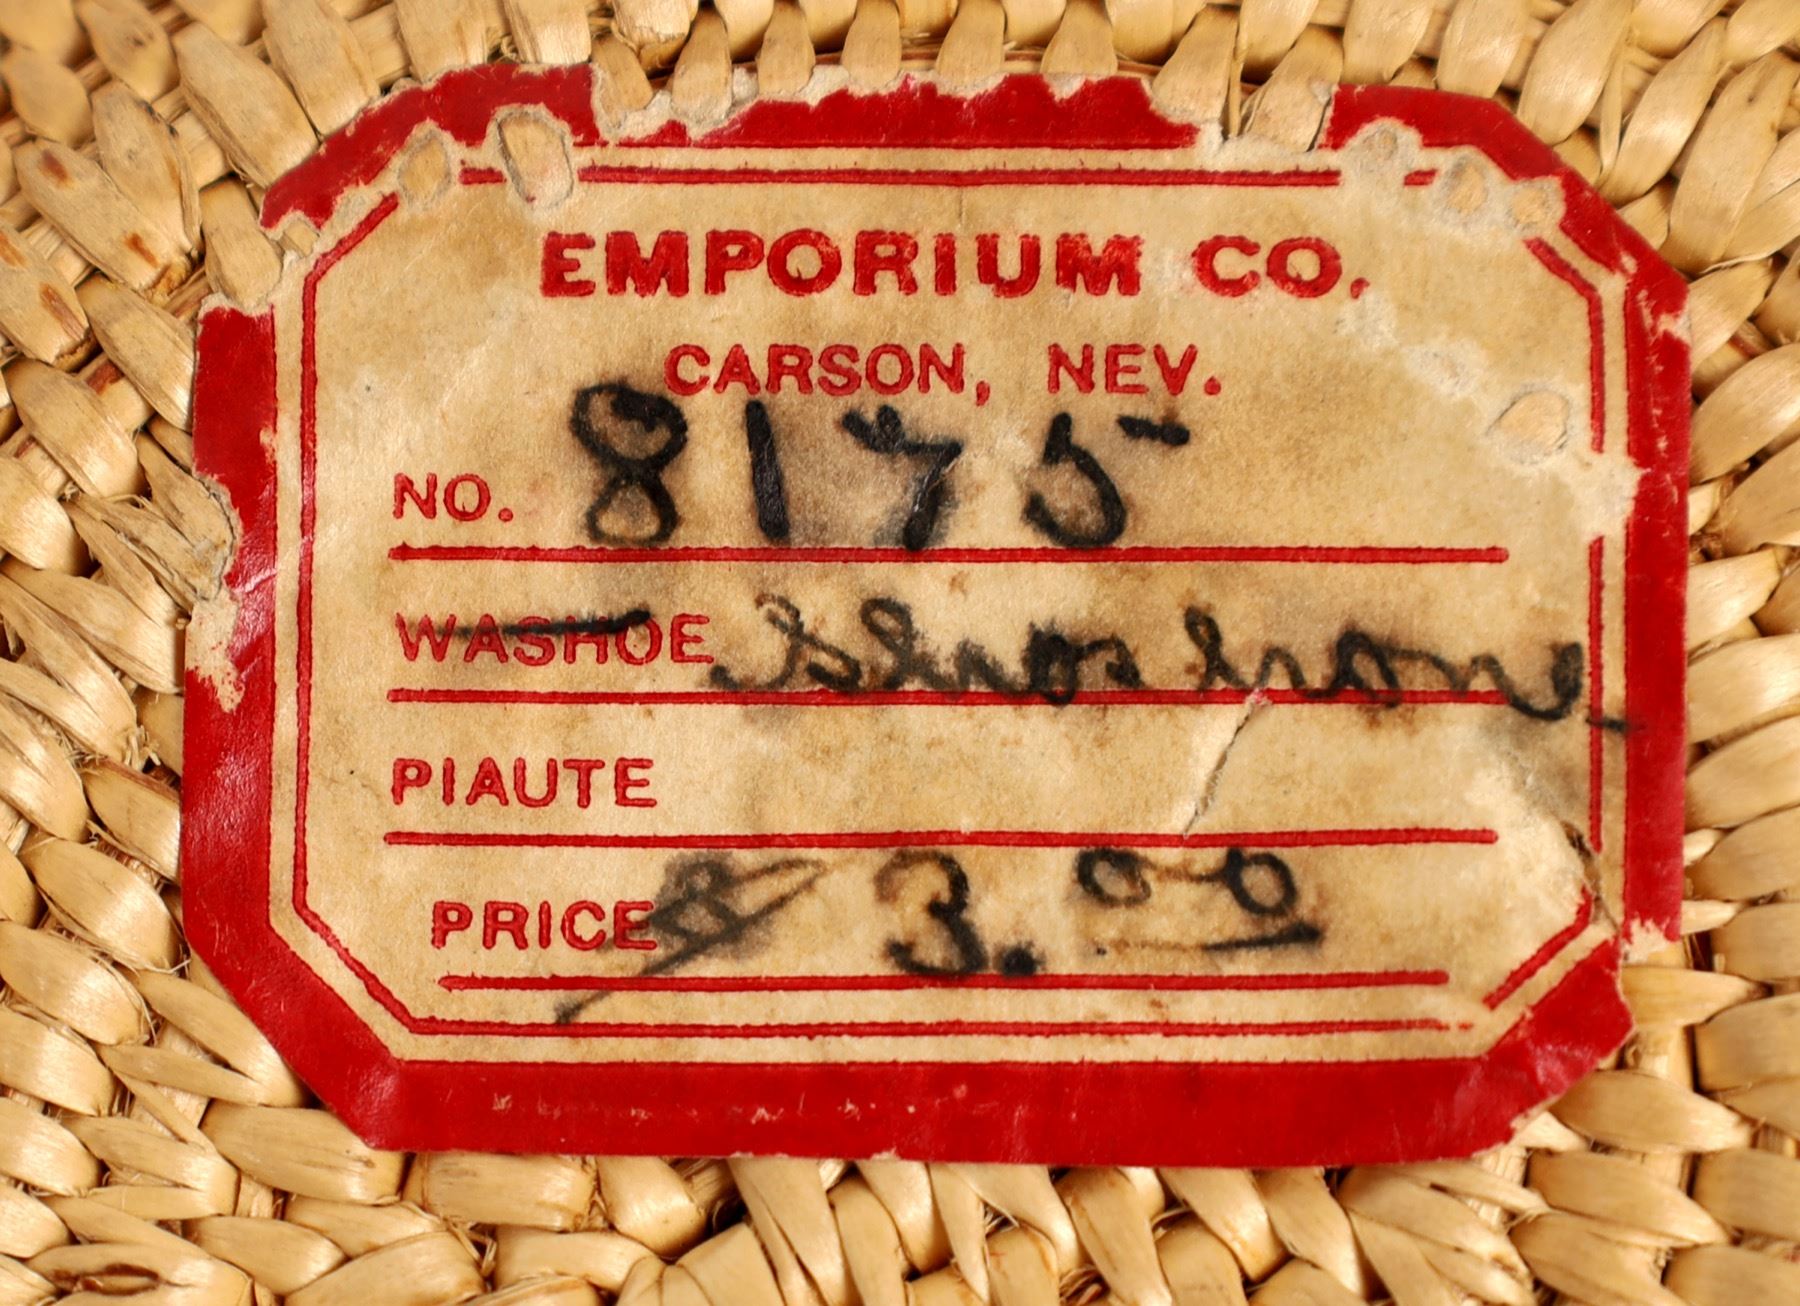 EMPORIUM CO.
CARSON, NEV.
NO. 8175
WASHOE Shoshone
PIAUTE
PRICE $ 3.00